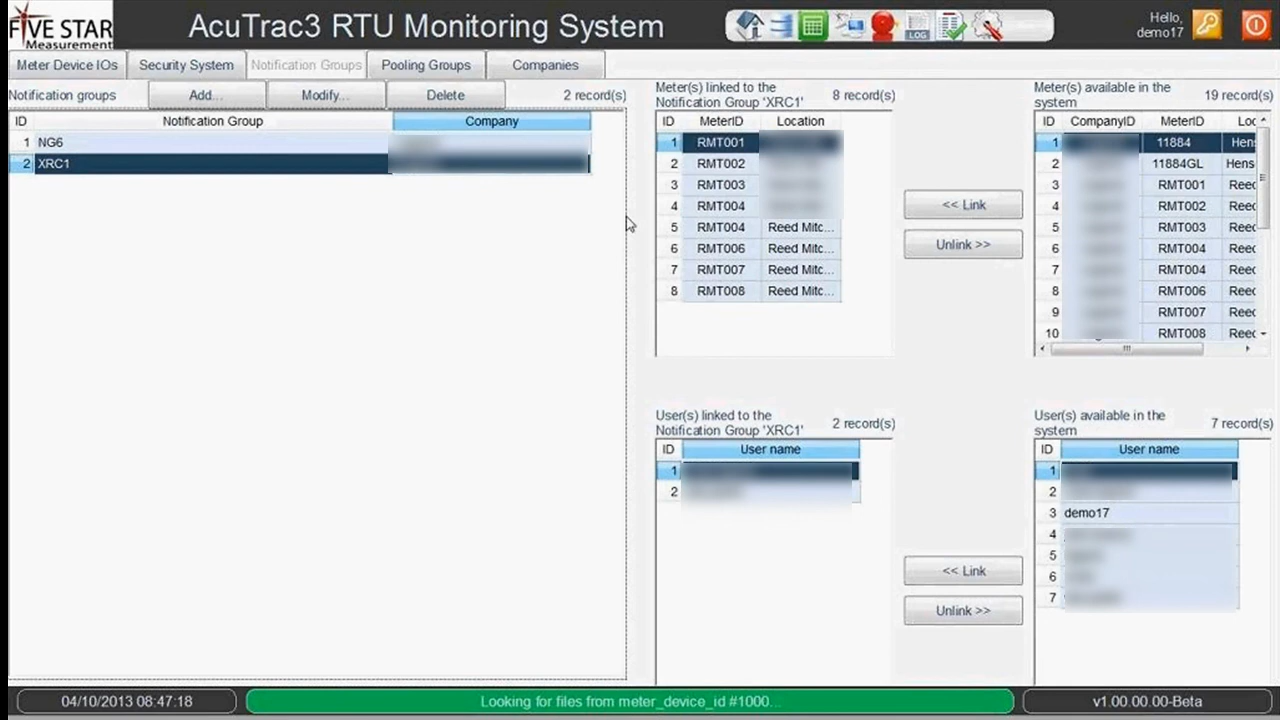 FIVE STAR
Measurement
AcuTrac3 RTU Monitoring System
LOG
Hello,
demo17
Meter Device IOs
Security System
Notification Groups
Pooling Groups
Companies
Notification groups
Add...
Modify...
Delete
2 record(s)
ID Notification Group Company
1 NG6
2 XRC1
Meter(s) linked to the
Notification Group 'XRC1'
8 record(s)
ID MeterID Location
1 RMT001
2 RMT002
3 RMT003
4 RMT004
5 RMT004 Reed Mitc...
6 RMT006 Reed Mitc...
7 RMT007 Reed Mitc...
8 RMT008 Reed Mitc...
<< Link
Unlink >>
Meter(s) available in the
system
19 record(s)
ID CompanyID MeterID Loc
1 11884 Hens
2 11884GL Hens
3 RMT001 Reed
4 RMT002 Reed
5 RMT003 Reed
6 RMT004 Reed
7 RMT004 Reed
8 RMT006 Reed
9 RMT007 Reed
10 RMT008 Reed
User(s) linked to the
Notification Group 'XRC1'
2 record(s)
ID User name
1
2
<< Link
Unlink >>
User(s) available in the
system
7 record(s)
ID User name
1
2
3 demo17
4
5
6
7
04/10/2013 08:47:18
Looking for files from meter_device_id #1000...
v1.00.00.00-Beta